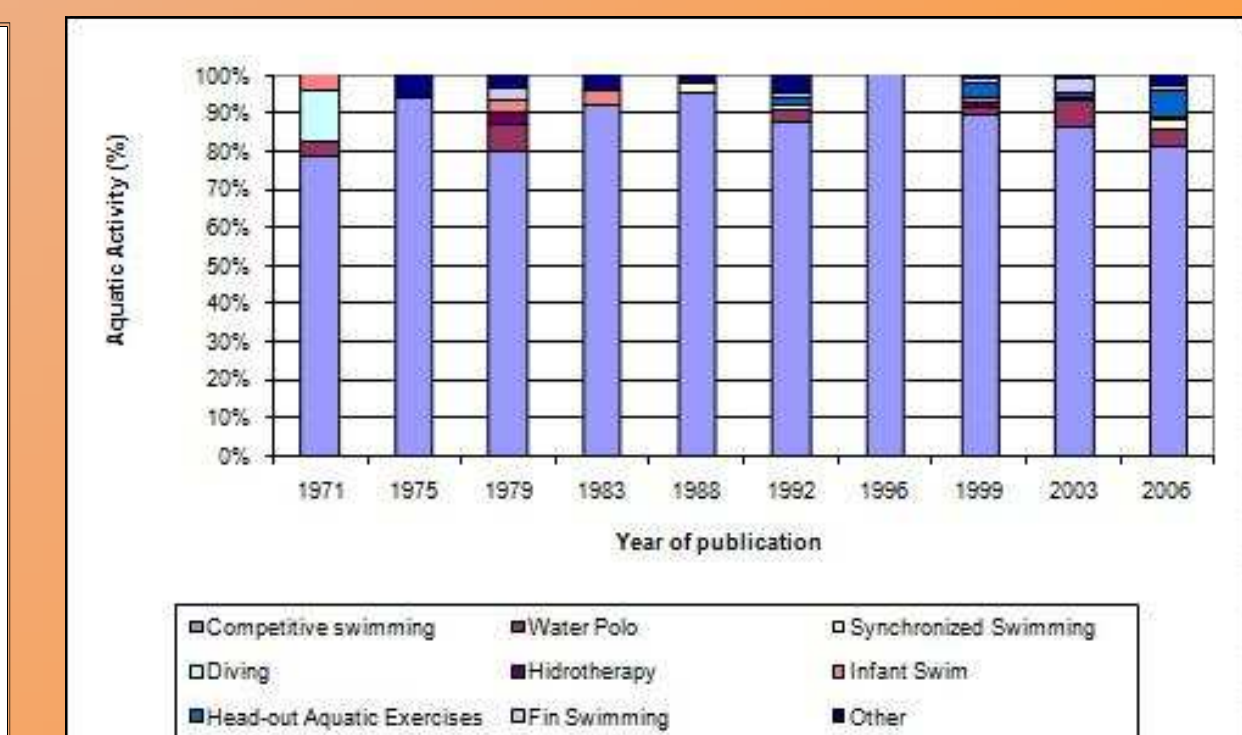 100%
90%
80%
70%
60%
50%
40%
30%
20%
10%
0%
Aquatic Activity (%)
1971 1975 1979 1983 1988 1992 1996 1999 2003 2006
Year of publication
Competitive swimming Water Polo Synchronized Swimming
Diving Hidrotherapy Infant Swim
Head-out Aquatic Exercises Fin Swimming Other